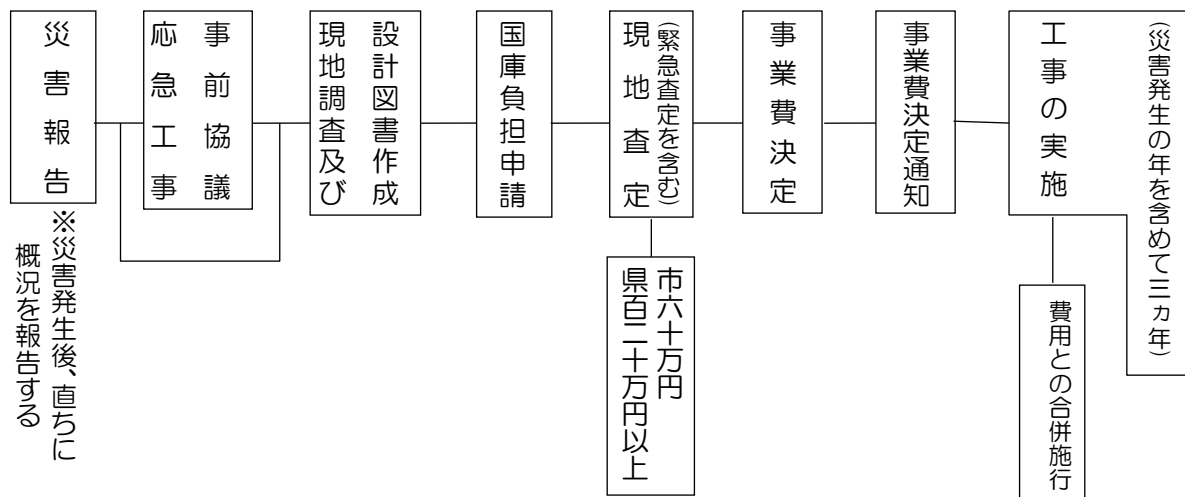 災害報告
※災害発生後、直ちに
概況を報告する
事前協議
応急工事
設計図書作成
現地調査及び
国庫負担申請
(緊急査定を含む)
現地査定
市六十万円
県百二十万円以上
事業費決定
事業費決定通知
(災害発生の年を含めて三ヵ年)
工事の実施
費用との合併施行